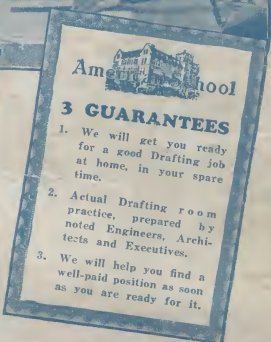 American School
3 GUARANTEES
1. We will get you ready
for a good Drafting job
at home, in your spare
time.
2. Actual Drafting room
practice, prepared by
noted Engineers, Archi-
tects and Executives.
3. We will help you find a
well-paid position as soon
as you are ready for it.